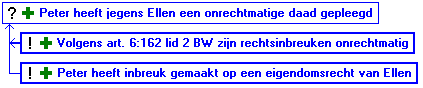 ? + Peter heeft jegens Ellen een onrechtmatige daad gepleegd
! + Volgens art. 6:162 lid 2 BW zijn rechtsinbreuken onrechtmatig
! + Peter heeft inbreuk gemaakt op een eigendomsrecht van Ellen